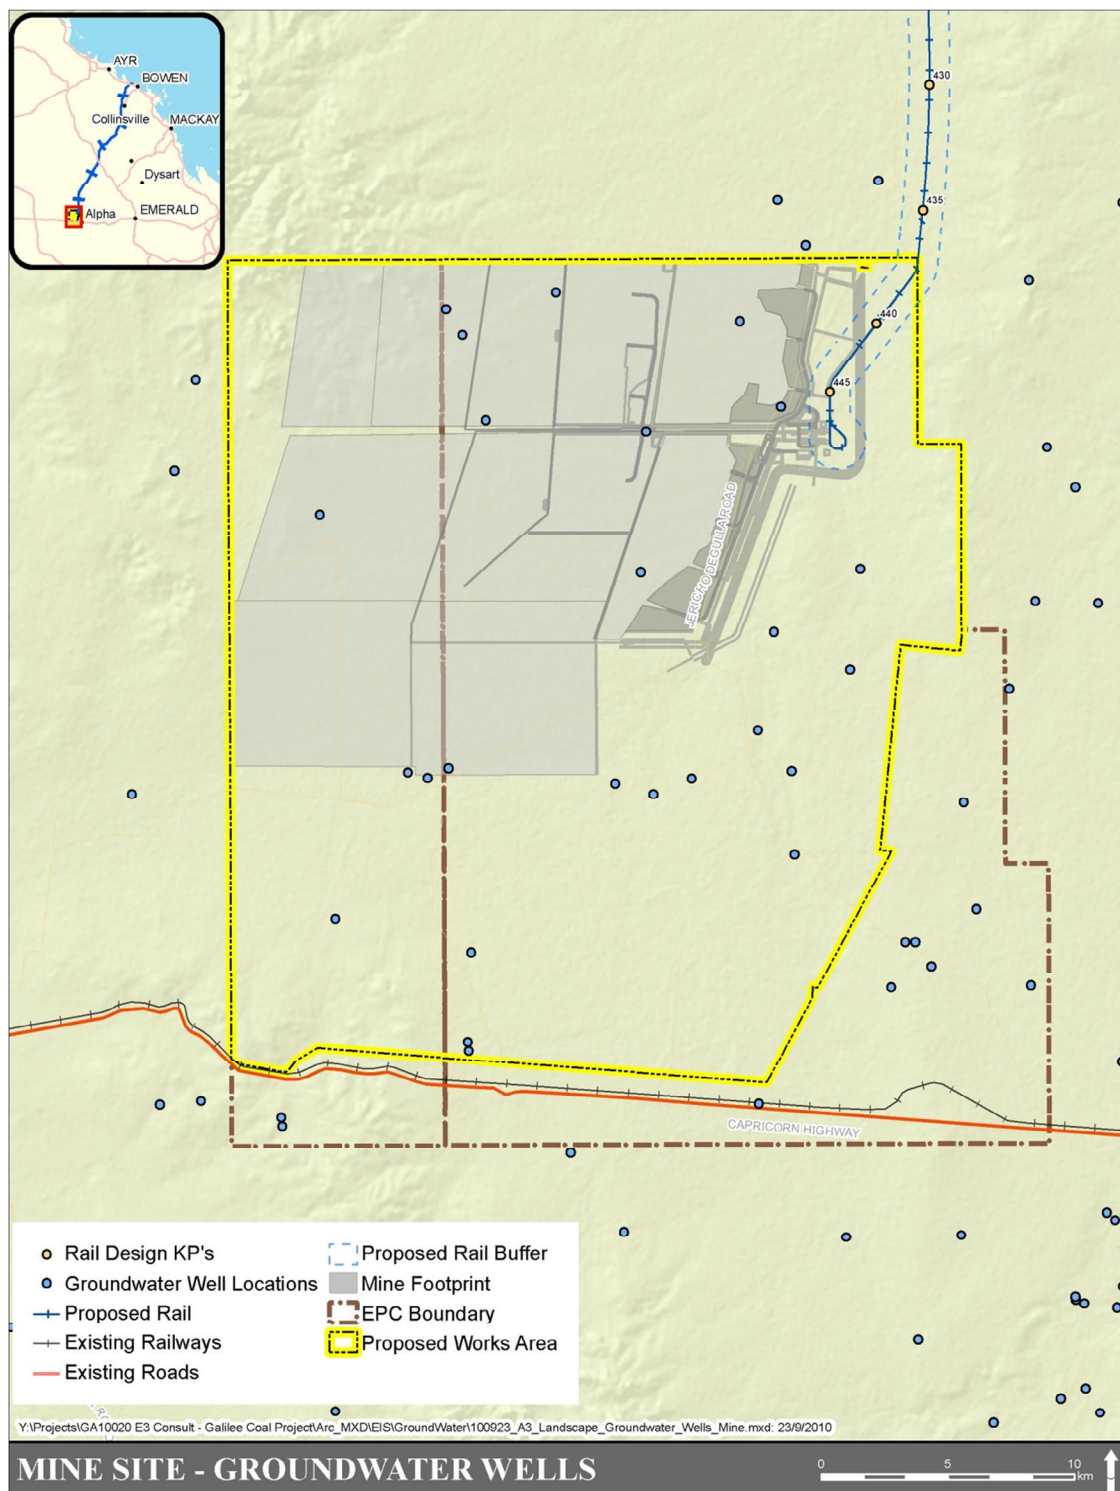 AYR
BOWEN
Collinsville
MACKAY
Dysart
Alpha
EMERALD
430
435
440
445
JERICHO DEGULLA ROAD
CAPRICORN HIGHWAY
Rail Design KP's
Groundwater Well Locations
Proposed Rail
Existing Railways
Existing Roads
Proposed Rail Buffer
Mine Footprint
EPC Boundary
Proposed Works Area
Y:\Projects\GA10020 E3 Consult - Galilee Coal Project\Arc_MXD\EIS\GroundWater\100923_A3_Landscape_Groundwater_Wells_Mine.mxd: 23/9/2010
MINE SITE - GROUNDWATER WELLS
0 5 10
km